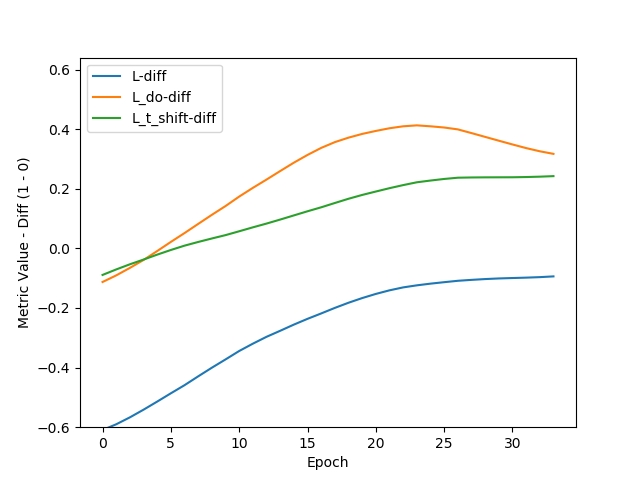 L-diff
L_do-diff
L_t_shift-diff
0.6
0.4
0.2
0.0
−0.2
−0.4
−0.6
Metric Value - Diff (1 - 0)
0 5 10 15 20 25 30
Epoch